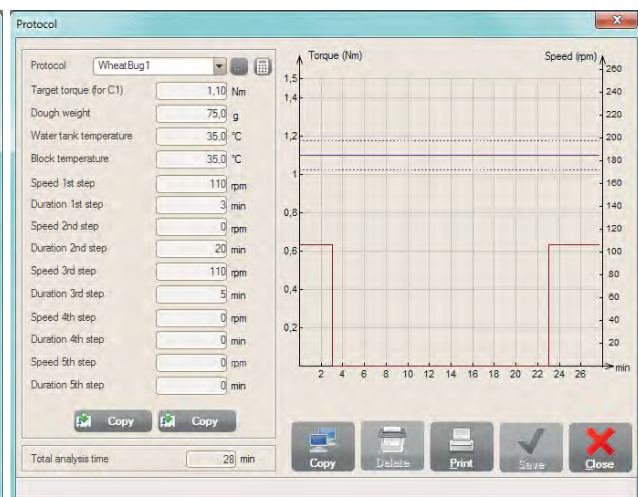 Protocol
Protocol WheatBug1 ...
Target torque (for C1) 1,10 Nm
Dough weight 75,0 g
Water tank temperature 35,0 °C
Block temperature 35,0 °C
Speed 1st step 110 rpm
Duration 1st step 3 min
Speed 2nd step 0 rpm
Duration 2nd step 20 min
Speed 3rd step 110 rpm
Duration 3rd step 5 min
Speed 4th step 0 rpm
Duration 4th step 0 min
Speed 5th step 0 rpm
Duration 5th step 0 min
Copy Copy
Total analysis time 28 min
Torque (Nm) Speed (rpm)
1,5
1,4
1,2
1
0,8
0,6
0,4
0,2
260
240
220
200
180
160
140
120
100
80
60
40
20
2 4 6 8 10 12 14 16 18 20 22 24 26 min
Copy Delete Print Save Close